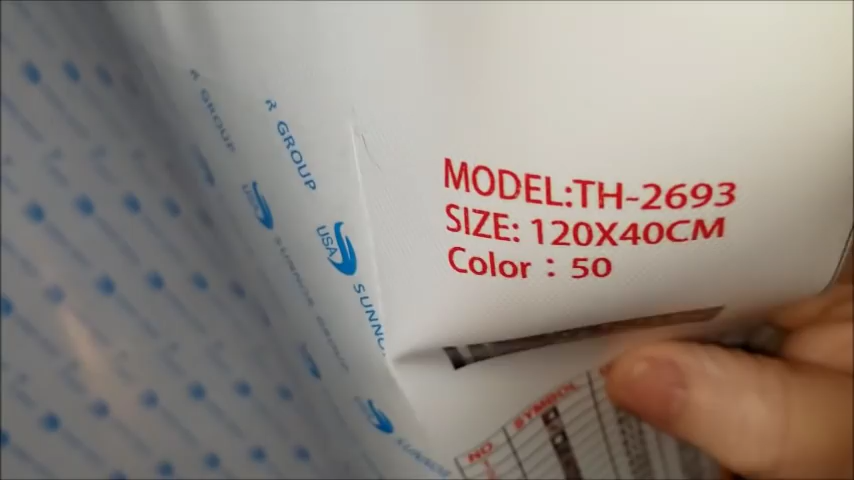 MODEL:TH-2693
SIZE: 120X40CM
Color : 50
R GROUP
R GROUP
USA
SUNNC
NO
SYMBOL